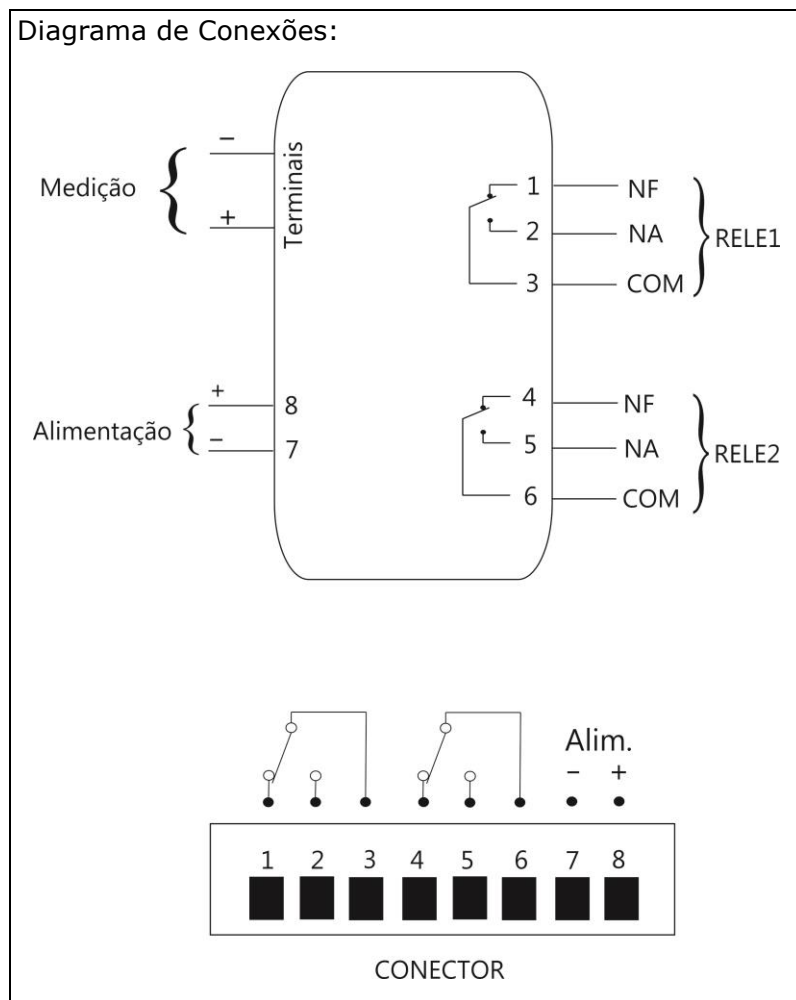 Diagrama de Conexões:
Medição
−
+
Terminais
1 NF
2 NA
3 COM
RELE1
Alimentação
+
−
8
7
4 NF
5 NA
6 COM
RELE2
Alim.
− +
1 2 3 4 5 6 7 8
CONECTOR